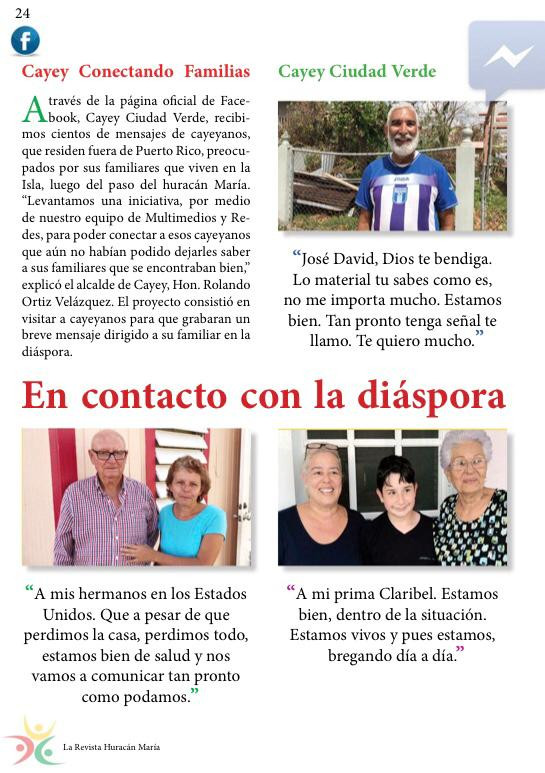 24
f
Cayey Conectando Familias
A través de la página oficial de Face-
book, Cayey Ciudad Verde, recibi-
mos cientos de mensajes de cayeyanos,
que residen fuera de Puerto Rico, preocu-
pados por sus familiares que viven en la
Isla, luego del paso del huracán María.
“Levantamos una iniciativa, por medio
de nuestro equipo de Multimedios y Re-
des, para poder conectar a esos cayeyanos
que aún no habían podido dejarles saber
a sus familiares que se encontraban bien,”
explicó el alcalde de Cayey, Hon. Rolando
Ortiz Velázquez. El proyecto consistió en
visitar a cayeyanos para que grabaran un
breve mensaje dirigido a su familiar en la
diáspora.
Cayey Ciudad Verde
“José David, Dios te bendiga.
Lo material tu sabes como es,
no me importa mucho. Estamos
bien. Tan pronto tenga señal te
llamo. Te quiero mucho.”
En contacto con la diáspora
“A mis hermanos en los Estados
Unidos. Que a pesar de que
perdimos la casa, perdimos todo,
estamos bien de salud y nos
vamos a comunicar tan pronto
como podamos.”
“A mi prima Claribel. Estamos
bien, dentro de la situación.
Estamos vivos y pues estamos,
bregando día a día.”
La Revista Huracán María